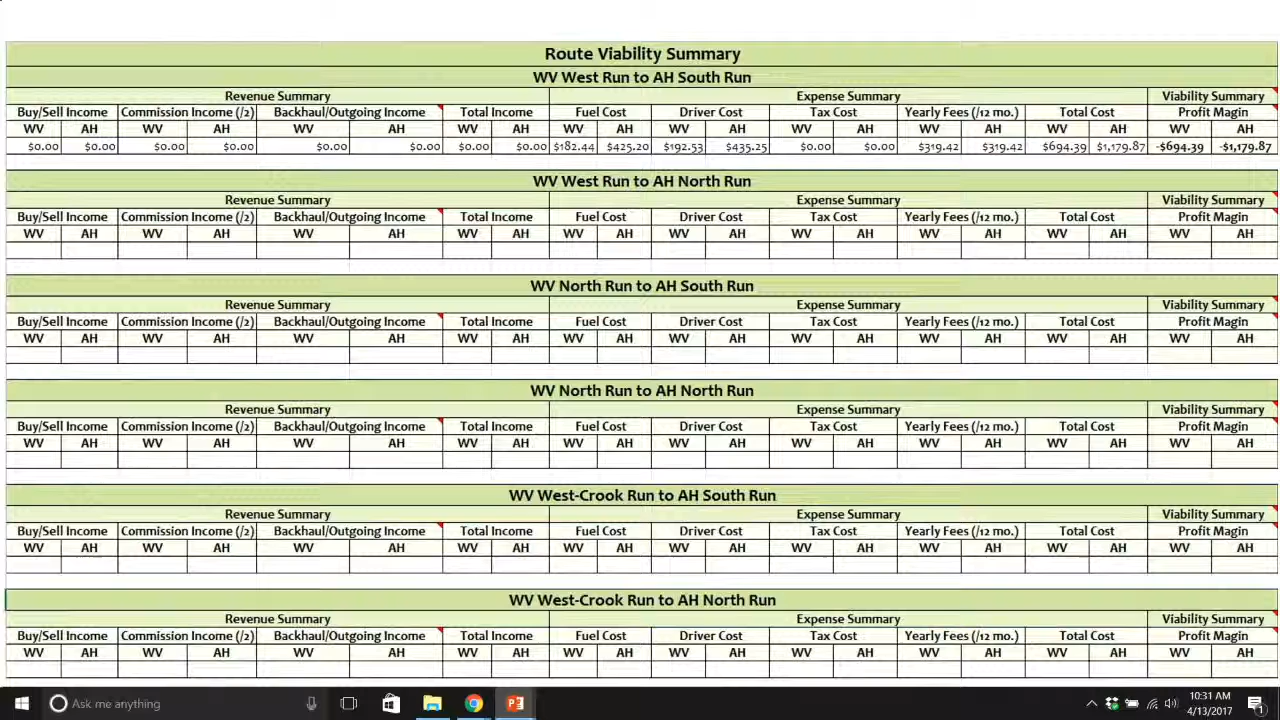 Route Viability Summary
WV West Run to AH South Run
Revenue Summary Expense Summary Viability Summary
Buy/Sell Income Commission Income (/2) Backhaul/Outgoing Income Total Income Fuel Cost Driver Cost Tax Cost Yearly Fees (/12 mo.) Total Cost Profit Magin
WV AH WV AH WV AH WV AH WV AH WV AH WV AH WV AH WV AH WV AH
$0.00 $0.00 $0.00 $0.00 $0.00 $0.00 $0.00 $0.00 $182.44 $425.20 $192.53 $435.25 $0.00 $0.00 $319.42 $319.42 $694.39 $1,179.87 -$694.39 -$1,179.87
WV West Run to AH North Run
Revenue Summary Expense Summary Viability Summary
Buy/Sell Income Commission Income (/2) Backhaul/Outgoing Income Total Income Fuel Cost Driver Cost Tax Cost Yearly Fees (/12 mo.) Total Cost Profit Magin
WV AH WV AH WV AH WV AH WV AH WV AH WV AH WV AH WV AH WV AH
WV North Run to AH South Run
Revenue Summary Expense Summary Viability Summary
Buy/Sell Income Commission Income (/2) Backhaul/Outgoing Income Total Income Fuel Cost Driver Cost Tax Cost Yearly Fees (/12 mo.) Total Cost Profit Magin
WV AH WV AH WV AH WV AH WV AH WV AH WV AH WV AH WV AH WV AH
WV North Run to AH North Run
Revenue Summary Expense Summary Viability Summary
Buy/Sell Income Commission Income (/2) Backhaul/Outgoing Income Total Income Fuel Cost Driver Cost Tax Cost Yearly Fees (/12 mo.) Total Cost Profit Magin
WV AH WV AH WV AH WV AH WV AH WV AH WV AH WV AH WV AH WV AH
WV West-Crook Run to AH South Run
Revenue Summary Expense Summary Viability Summary
Buy/Sell Income Commission Income (/2) Backhaul/Outgoing Income Total Income Fuel Cost Driver Cost Tax Cost Yearly Fees (/12 mo.) Total Cost Profit Magin
WV AH WV AH WV AH WV AH WV AH WV AH WV AH WV AH WV AH WV AH
WV West-Crook Run to AH North Run
Revenue Summary Expense Summary Viability Summary
Buy/Sell Income Commission Income (/2) Backhaul/Outgoing Income Total Income Fuel Cost Driver Cost Tax Cost Yearly Fees (/12 mo.) Total Cost Profit Magin
WV AH WV AH WV AH WV AH WV AH WV AH WV AH WV AH WV AH WV AH
Ask me anything
10:31 AM
4/13/2017
1